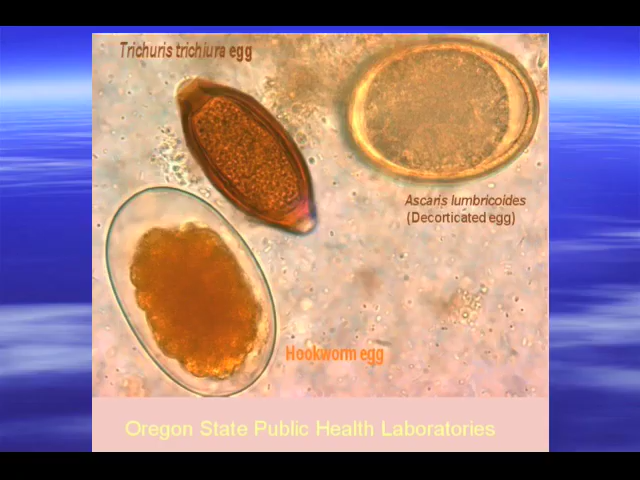 Trichuris trichiura egg
Ascaris lumbricoides
(Decorticated egg)
Hookworm egg
Oregon State Public Health Laboratories